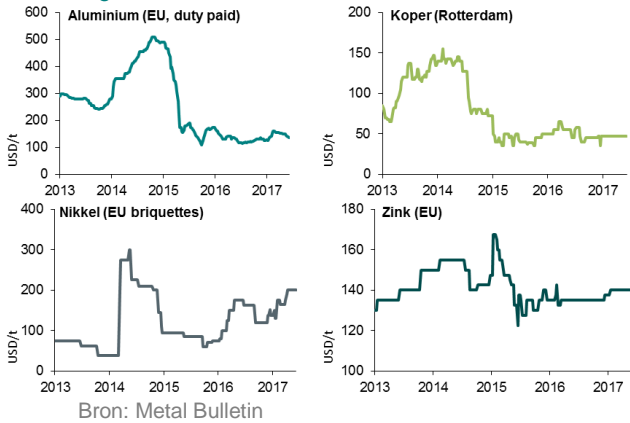 Aluminium (EU, duty paid)
600
500
400
300
200
100
0
USD/t
2013 2014 2015 2016 2017
Koper (Rotterdam)
200
150
100
50
0
USD/t
2013 2014 2015 2016 2017
Nikkel (EU briquettes)
400
300
200
100
0
USD/t
2013 2014 2015 2016 2017
Zink (EU)
180
160
140
120
100
USD/t
2013 2014 2015 2016 2017
Bron: Metal Bulletin